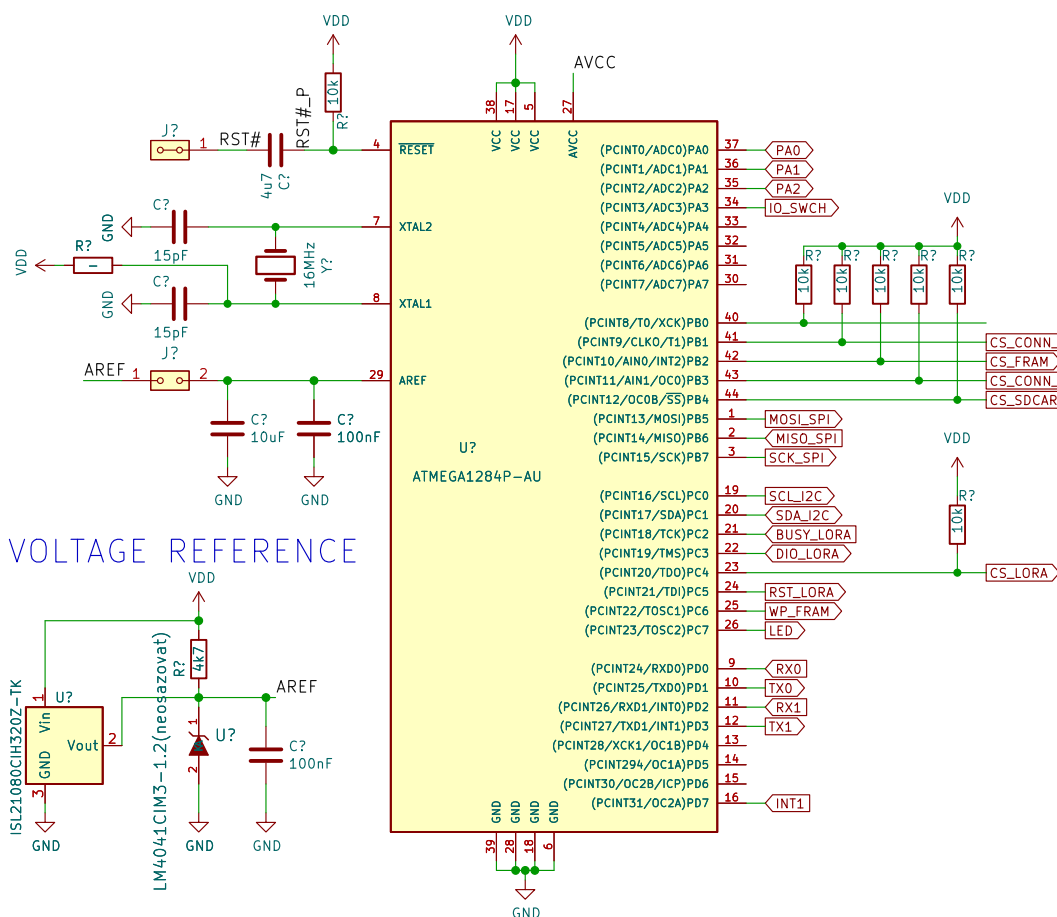 VDD
VDD
AVCC
10k
R?
RST#_P
J?
1
RST#
4u7
C?
4
RESET
38
17
5
27
VCC
VCC
VCC
AVCC
GND
C?
15pF
7
XTAL2
VDD
R?
-
16MHz
Y?
GND
C?
15pF
8
XTAL1
J?
AREF
1
2
29
AREF
C?
10uF
C?
100nF
GND
GND
U?
ATMEGA1284P-AU
(PCINT0/ADC0)PA0
37
PA0
(PCINT1/ADC1)PA1
36
PA1
(PCINT2/ADC2)PA2
35
PA2
(PCINT3/ADC3)PA3
34
IO_SWCH
(PCINT4/ADC4)PA4
33
(PCINT5/ADC5)PA5
32
(PCINT6/ADC6)PA6
31
(PCINT7/ADC7)PA7
30
VDD
R?
R?
R?
R?
R?
10k
10k
10k
10k
10k
(PCINT8/T0/XCK)PB0
40
(PCINT9/CLKO/T1)PB1
41
CS_CONN_
(PCINT10/AIN0/INT2)PB2
42
CS_FRAM
(PCINT11/AIN1/OC0)PB3
43
CS_CONN_
(PCINT12/OC0B/SS)PB4
44
CS_SDCAR
(PCINT13/MOSI)PB5
1
MOSI_SPI
(PCINT14/MISO)PB6
2
MISO_SPI
(PCINT15/SCK)PB7
3
SCK_SPI
VDD
R?
10k
(PCINT16/SCL)PC0
19
SCL_I2C
(PCINT17/SDA)PC1
20
SDA_I2C
(PCINT18/TCK)PC2
21
BUSY_LORA
(PCINT19/TMS)PC3
22
DIO_LORA
(PCINT20/TDO)PC4
23
CS_LORA
(PCINT21/TDI)PC5
24
RST_LORA
(PCINT22/TOSC1)PC6
25
WP_FRAM
(PCINT23/TOSC2)PC7
26
LED
(PCINT24/RXD0)PD0
9
RX0
(PCINT25/TXD0)PD1
10
TX0
(PCINT26/RXD1/INT0)PD2
11
RX1
(PCINT27/TXD1/INT1)PD3
12
TX1
(PCINT28/XCK1/OC1B)PD4
13
(PCINT294/OC1A)PD5
14
(PCINT30/OC2B/ICP)PD6
15
(PCINT31/OC2A)PD7
16
INT1
GND
GND
GND
GND
39
28
18
6
GND
VOLTAGE REFERENCE
VDD
R?
4k7
LM4041CIM3-1.2(neosazovat)
ISL21080CIH320Z-TK
1
U?
Vin
Vout
2
GND
3
GND
AREF
1
U?
2
GND
C?
100nF
GND